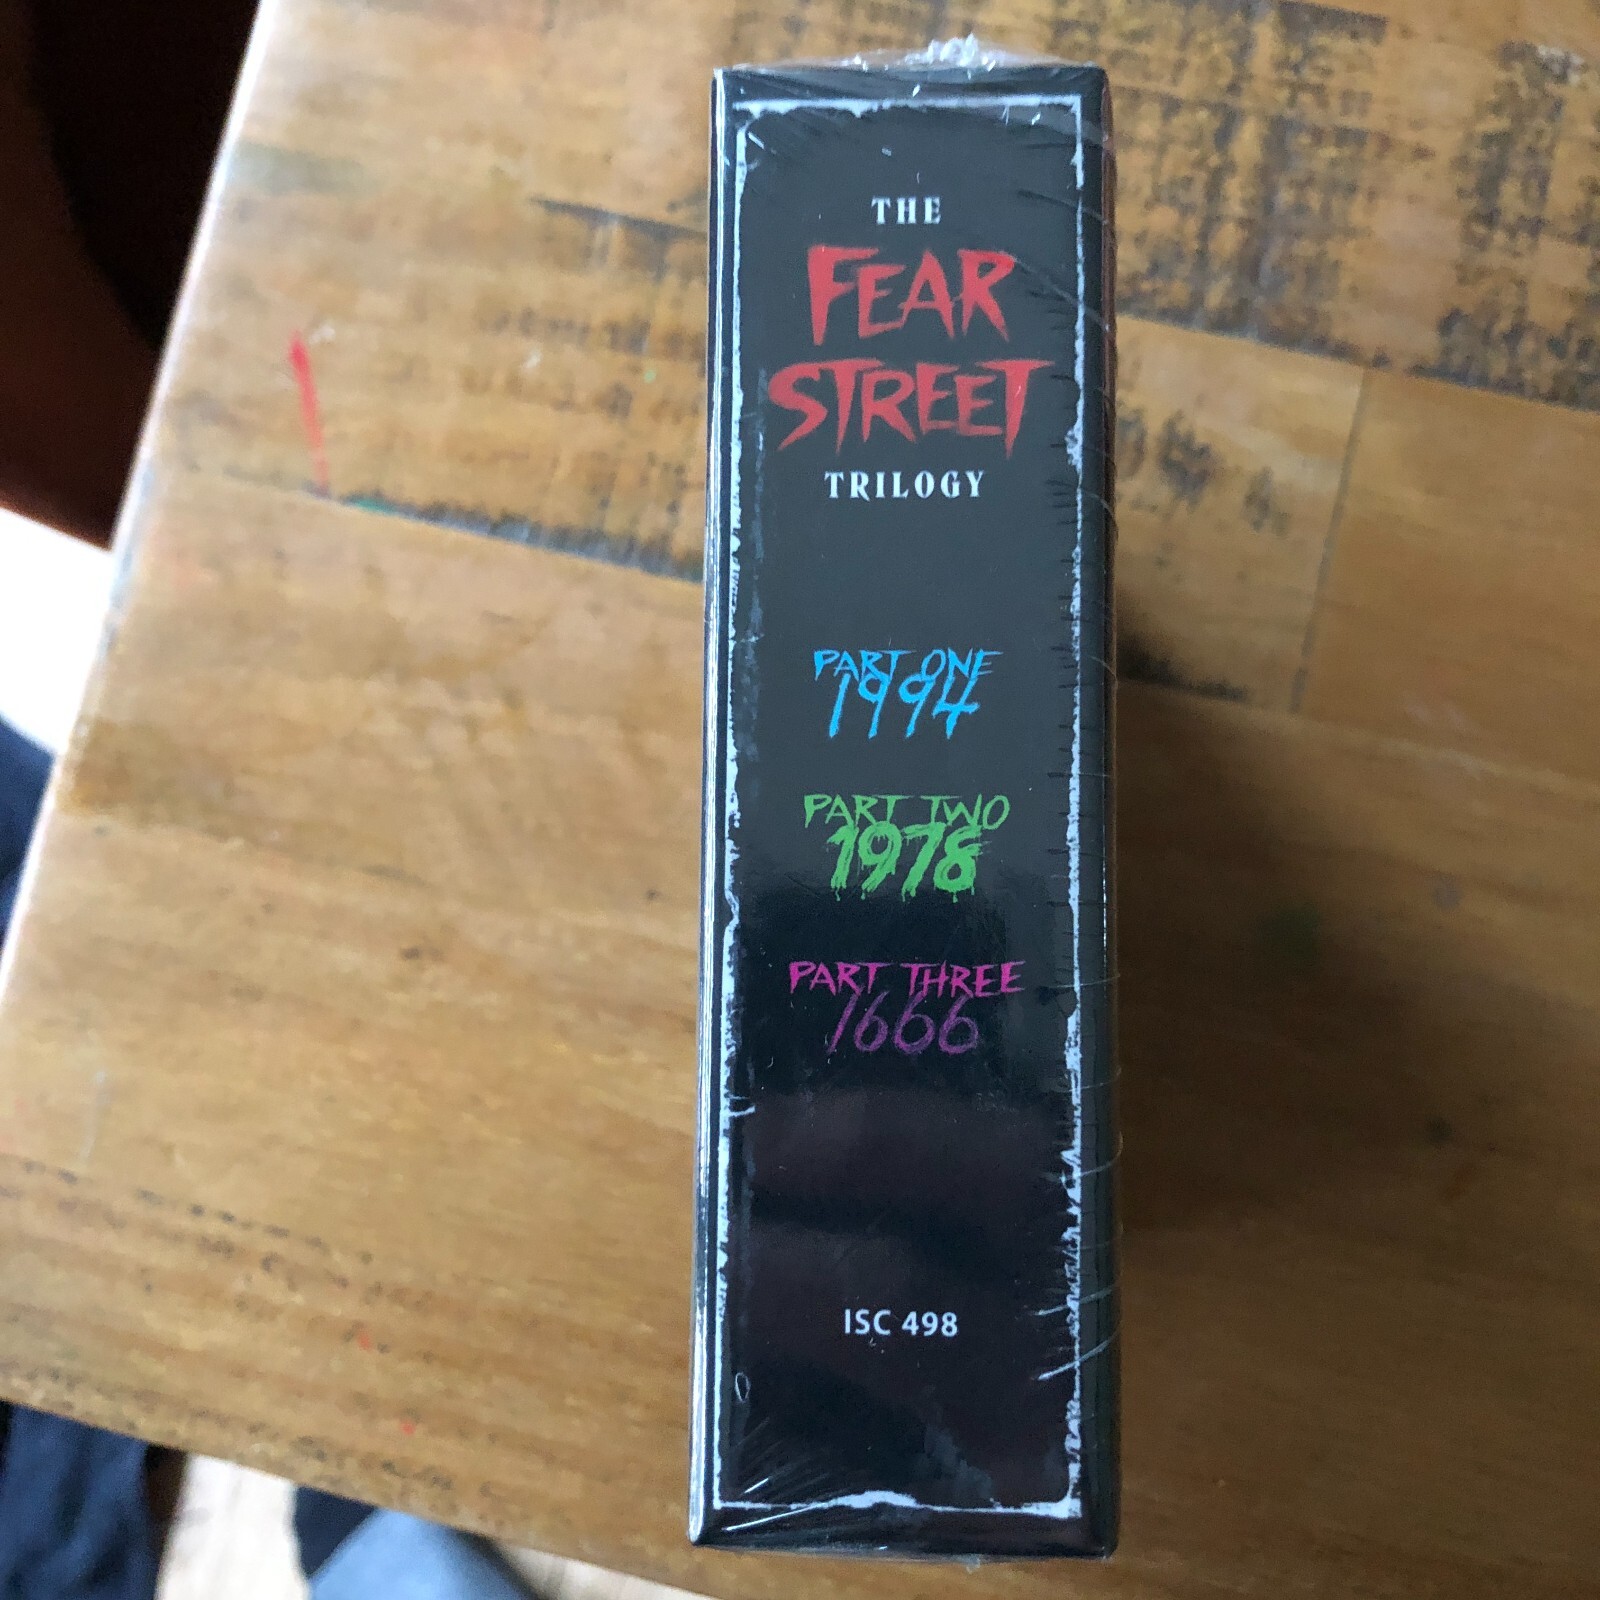 THE
FEAR
STREET
TRILOGY
PART ONE
1994
PART TWO
1978
PART THREE
1666
ISC 498